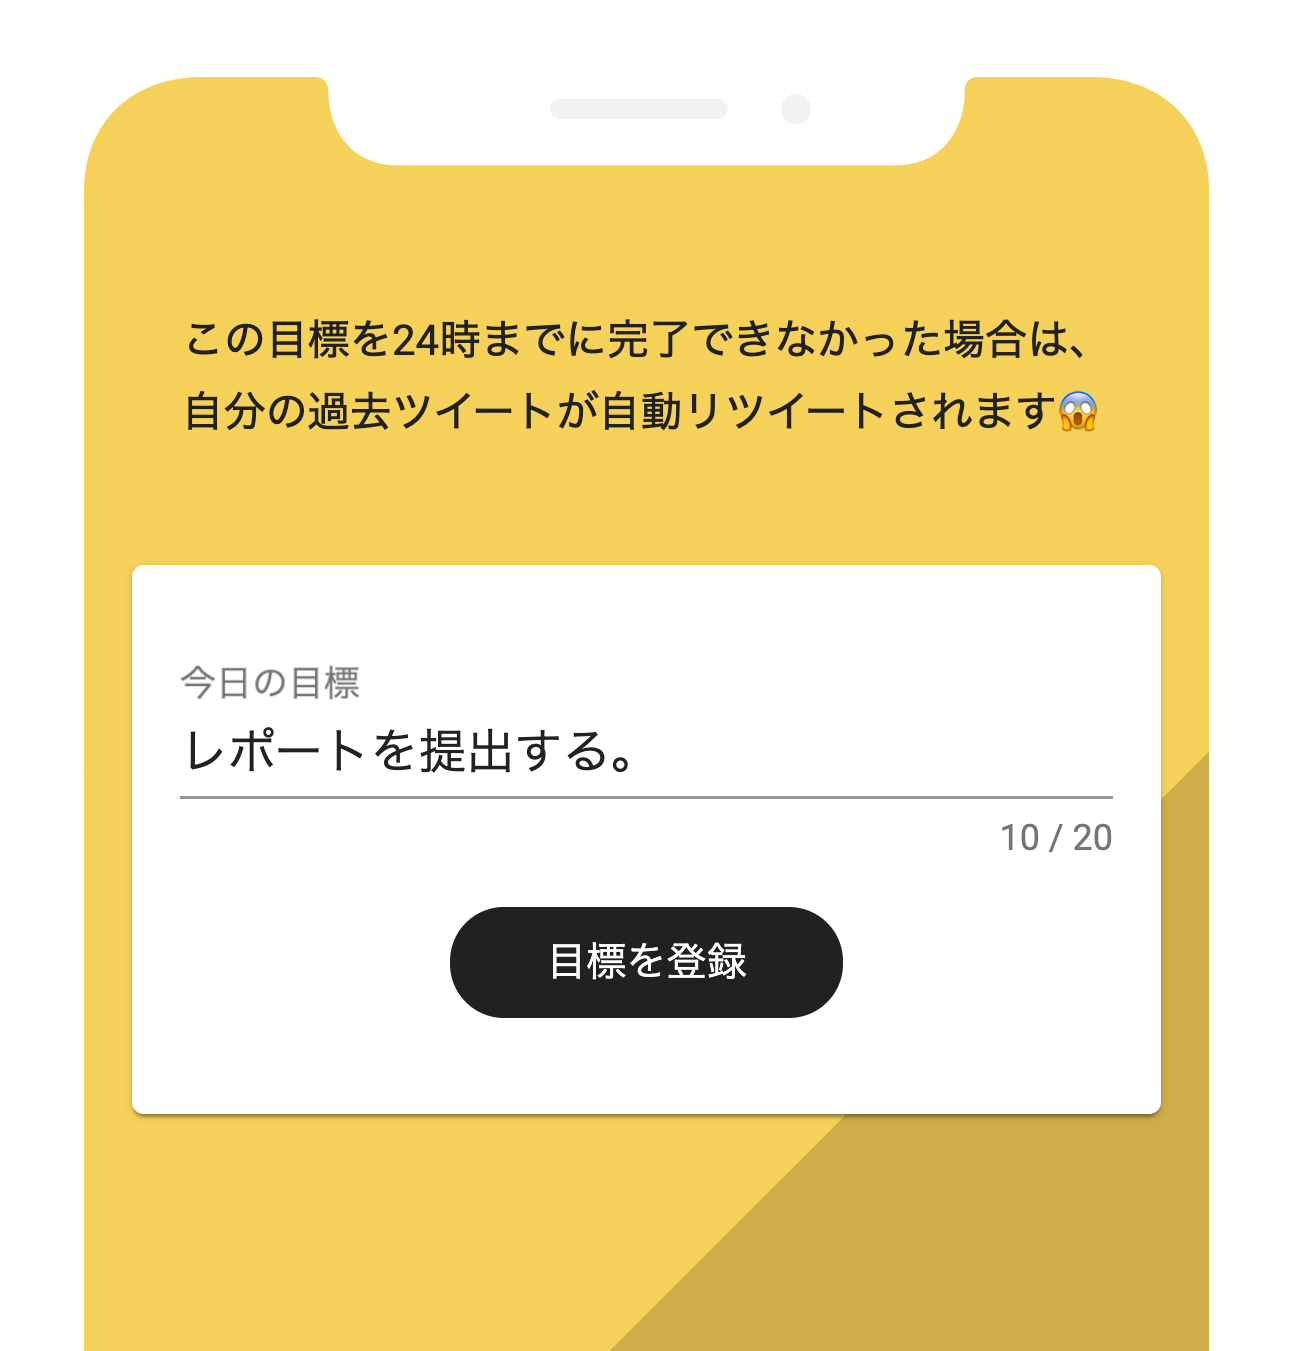 この目標を24時までに完了できなかった場合は、
自分の過去ツイートが自動リツイートされます😱
今日の目標
レポートを提出する。
10 / 20
目標を登録